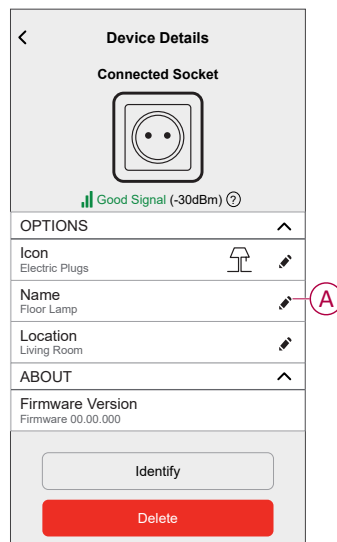 Device Details
Connected Socket
Good Signal (-30dBm) ?
OPTIONS
Icon
Electric Plugs
Name
Floor Lamp
A
Location
Living Room
ABOUT
Firmware Version
Firmware 00.00.000
Identify
Delete